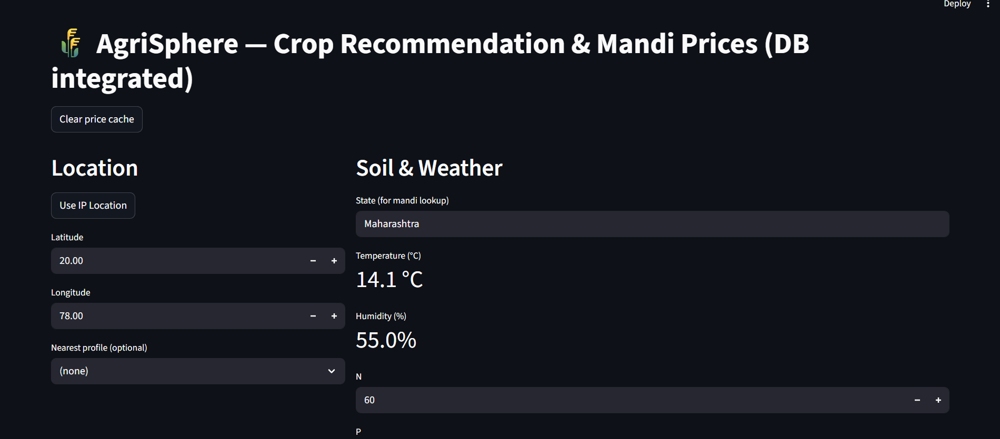 Deploy
AgriSphere — Crop Recommendation & Mandi Prices (DB
integrated)
Clear price cache
Location
Use IP Location
Latitude
20.00
Longitude
78.00
Nearest profile (optional)
(none)
Soil & Weather
State (for mandi lookup)
Maharashtra
Temperature (°C)
14.1 °C
Humidity (%)
55.0%
N
60
P